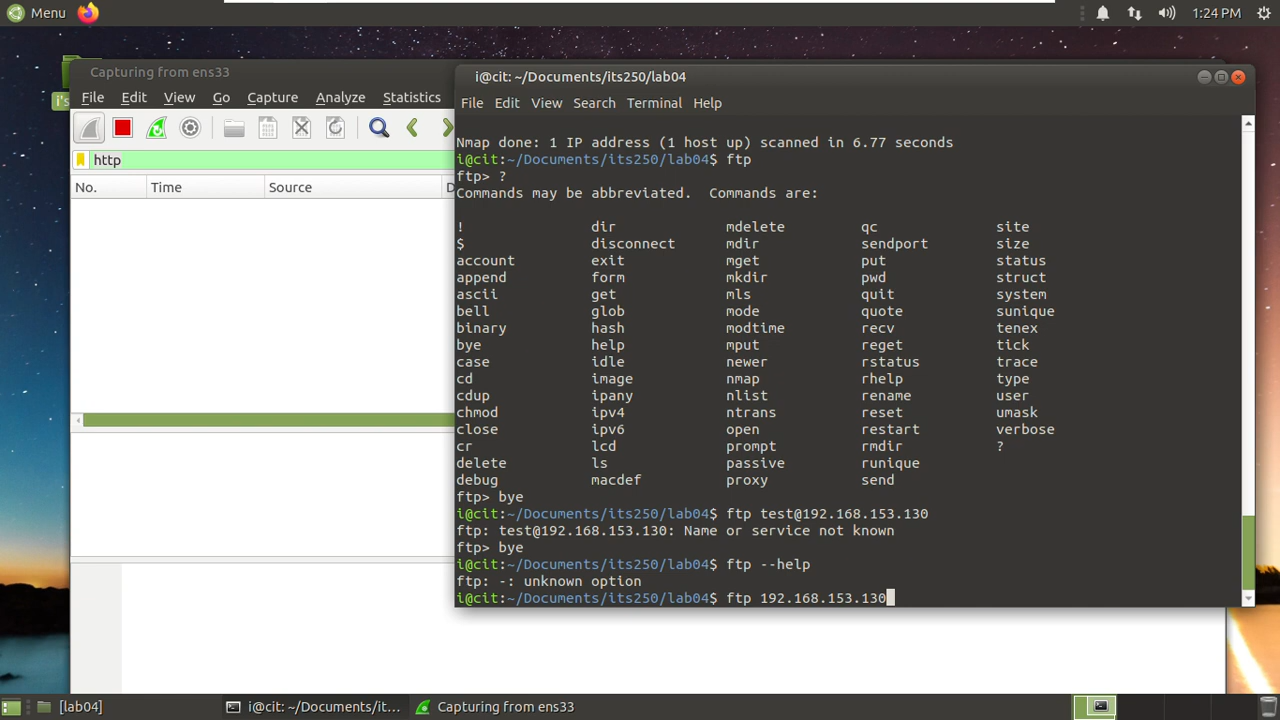 Menu
1:24 PM
i's
Capturing from ens33
File Edit View Go Capture Analyze Statistics
http
No. Time Source D
i@cit: ~/Documents/its250/lab04
File Edit View Search Terminal Help
Nmap done: 1 IP address (1 host up) scanned in 6.77 seconds
i@cit:~/Documents/its250/lab04$ ftp
ftp> ?
Commands may be abbreviated.  Commands are:
! dir mdelete qc site
$ disconnect mdir sendport size
account exit mget put status
append form mkdir pwd struct
ascii get mls quit system
bell glob mode quote sunique
binary hash modtime recv tenex
bye help mput reget tick
case idle newer rstatus trace
cd image nmap rhelp type
cdup ipany nlist rename user
chmod ipv4 ntrans reset umask
close ipv6 open restart verbose
cr lcd prompt rmdir ?
delete ls passive runique
debug macdef proxy send
ftp> bye
i@cit:~/Documents/its250/lab04$ ftp test@192.168.153.130
ftp: test@192.168.153.130: Name or service not known
ftp> bye
i@cit:~/Documents/its250/lab04$ ftp --help
ftp: -: unknown option
i@cit:~/Documents/its250/lab04$ ftp 192.168.153.130
[lab04]
i@cit: ~/Documents/it...
Capturing from ens33